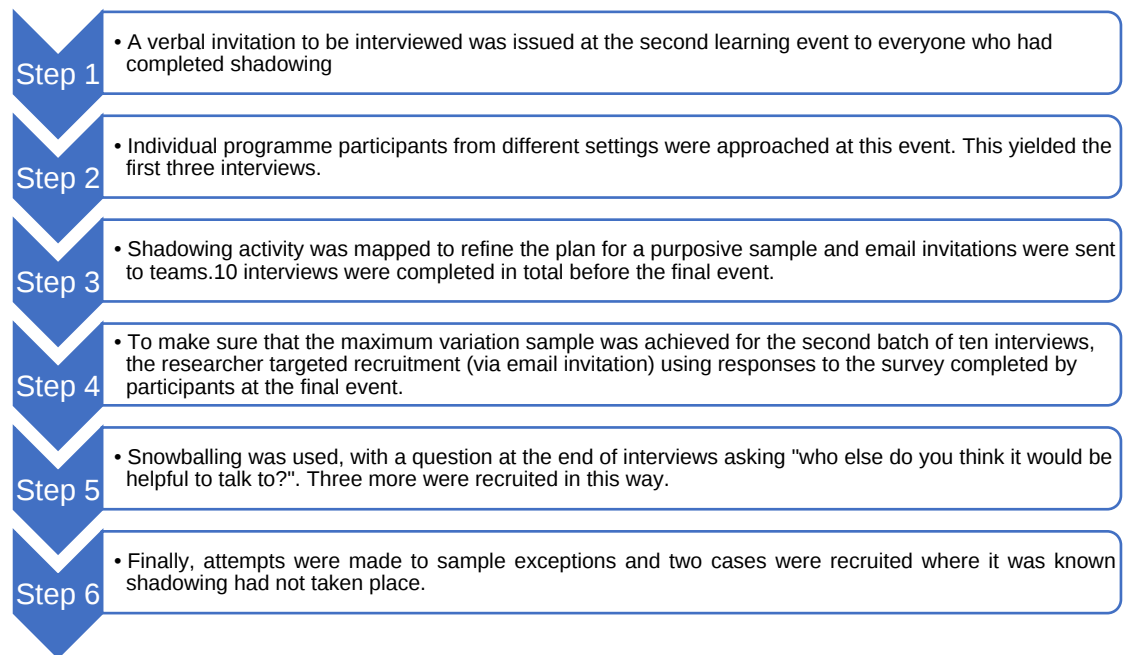 Step 1
• A verbal invitation to be interviewed was issued at the second learning event to everyone who had
completed shadowing
Step 2
• Individual programme participants from different settings were approached at this event. This yielded the
first three interviews.
Step 3
• Shadowing activity was mapped to refine the plan for a purposive sample and email invitations were sent
to teams.10 interviews were completed in total before the final event.
Step 4
• To make sure that the maximum variation sample was achieved for the second batch of ten interviews,
the researcher targeted recruitment (via email invitation) using responses to the survey completed by
participants at the final event.
Step 5
• Snowballing was used, with a question at the end of interviews asking "who else do you think it would be
helpful to talk to?". Three more were recruited in this way.
Step 6
• Finally, attempts were made to sample exceptions and two cases were recruited where it was known
shadowing had not taken place.